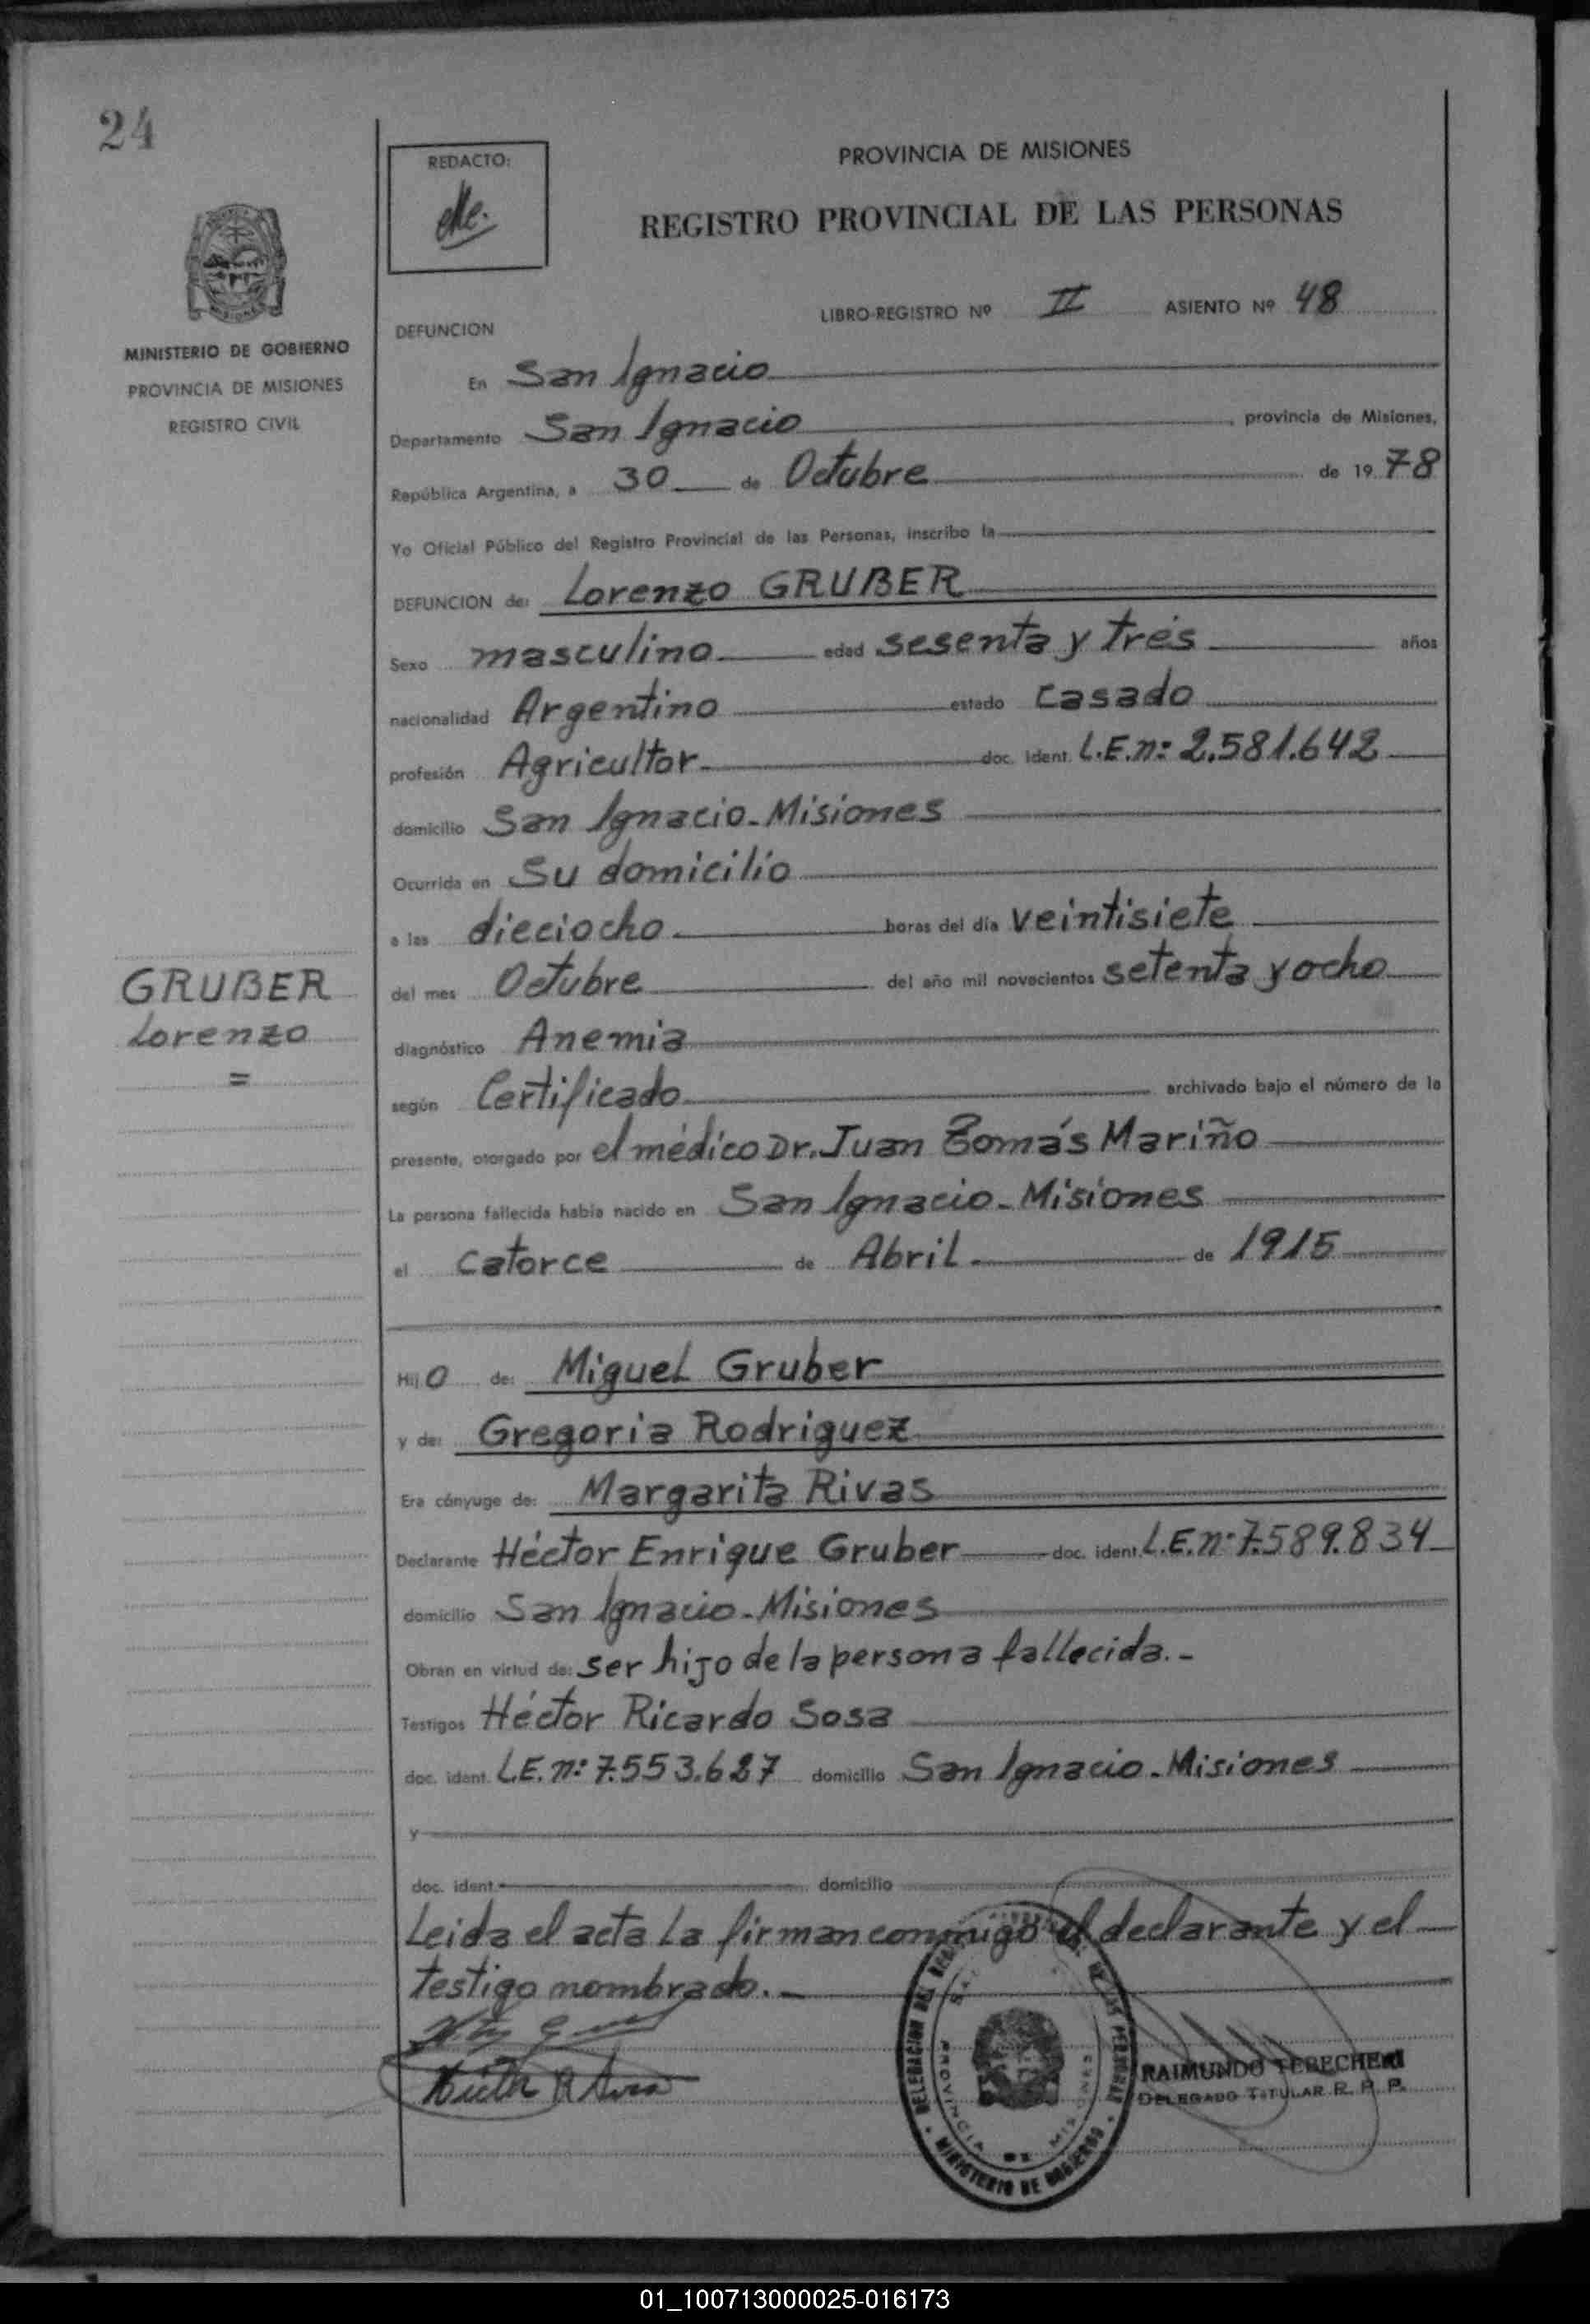 24
REDACTO:
PROVINCIA DE MISIONES
REGISTRO PROVINCIAL DE LAS PERSONAS
LIBRO-REGISTRO Nº II ASIENTO Nº 48
MINISTERIO DE GOBIERNO
PROVINCIA DE MISIONES
REGISTRO CIVIL
DEFUNCION
En San Ignacio
Departamento San Ignacio, provincia de Misiones,
República Argentina, a 30 de Octubre de 1978
Yo Oficial Público del Registro Provincial de las Personas, inscribo la
DEFUNCION de: Lorenzo GRUBER
Sexo masculino edad sesenta y trés años
nacionalidad Argentino estado Casado
profesión Agricultor doc. ident. L.E.n: 2.581.642
domicilio San Ignacio-Misiones
Ocurrida en Su domicilio
a las dieciocho horas del día veintisiete
GRUBER
Lorenzo
=
del mes Octubre del año mil novecientos setenta y ocho
diagnóstico Anemia
según Certificado archivado bajo el número de la
presente, otorgado por el médico Dr. Juan Tomás Mariño
La persona fallecida había nacido en San Ignacio-Misiones
el catorce de Abril de 1915
Hijo de: Miguel Gruber
y de: Gregoria Rodriguez
Era cónyuge de: Margarita Rivas
Declarante Héctor Enrique Gruber doc. ident. L.E.n: 7.589.834
domicilio San Ignacio-Misiones
Obran en virtud de: ser hijo de la persona fallecida.-
Testigos Héctor Ricardo Sosa
doc. ident. L.E. n: 7.553.687 domicilio San Ignacio-Misiones
y
doc. ident. domicilio
Leida el acta La firman conmigo el declarante y el
testigo nombrado.-
DELEGACION DEL REGISTRO DE LAS PERSONAS
PROVINCIA DE MISIONES
MINISTERIO DE GOBIERNO
RAIMUNDO
DELEGADO TITULAR R. P. P.
01_100713000025-016173